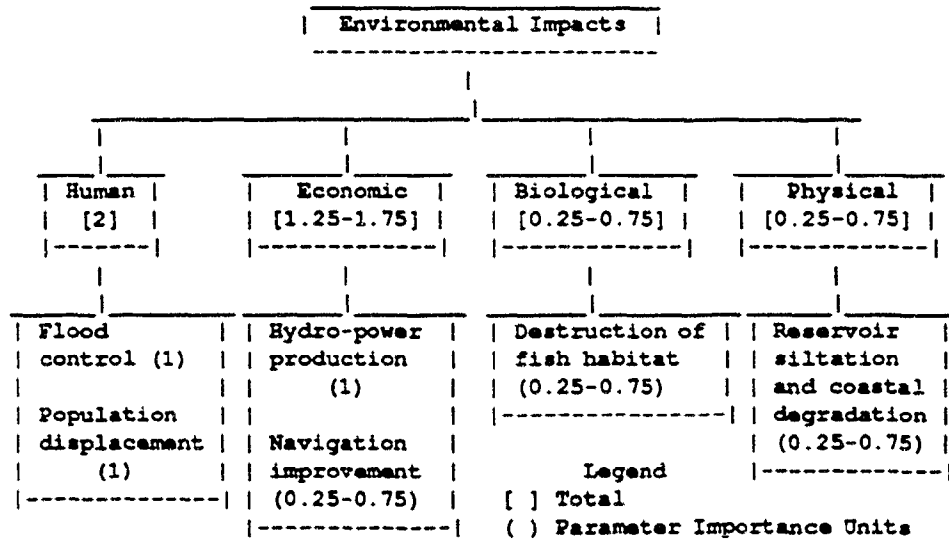 Environmental Impacts
Human
[2]
Economic
[1.25-1.75]
Biological
[0.25-0.75]
Physical
[0.25-0.75]
Flood
control (1)
Population
displacement
(1)
Hydro-power
production
(1)
Navigation
improvement
(0.25-0.75)
Destruction of
fish habitat
(0.25-0.75)
Reservoir
siltation
and coastal
degradation
(0.25-0.75)
Legend
[ ] Total
( ) Parameter Importance Units